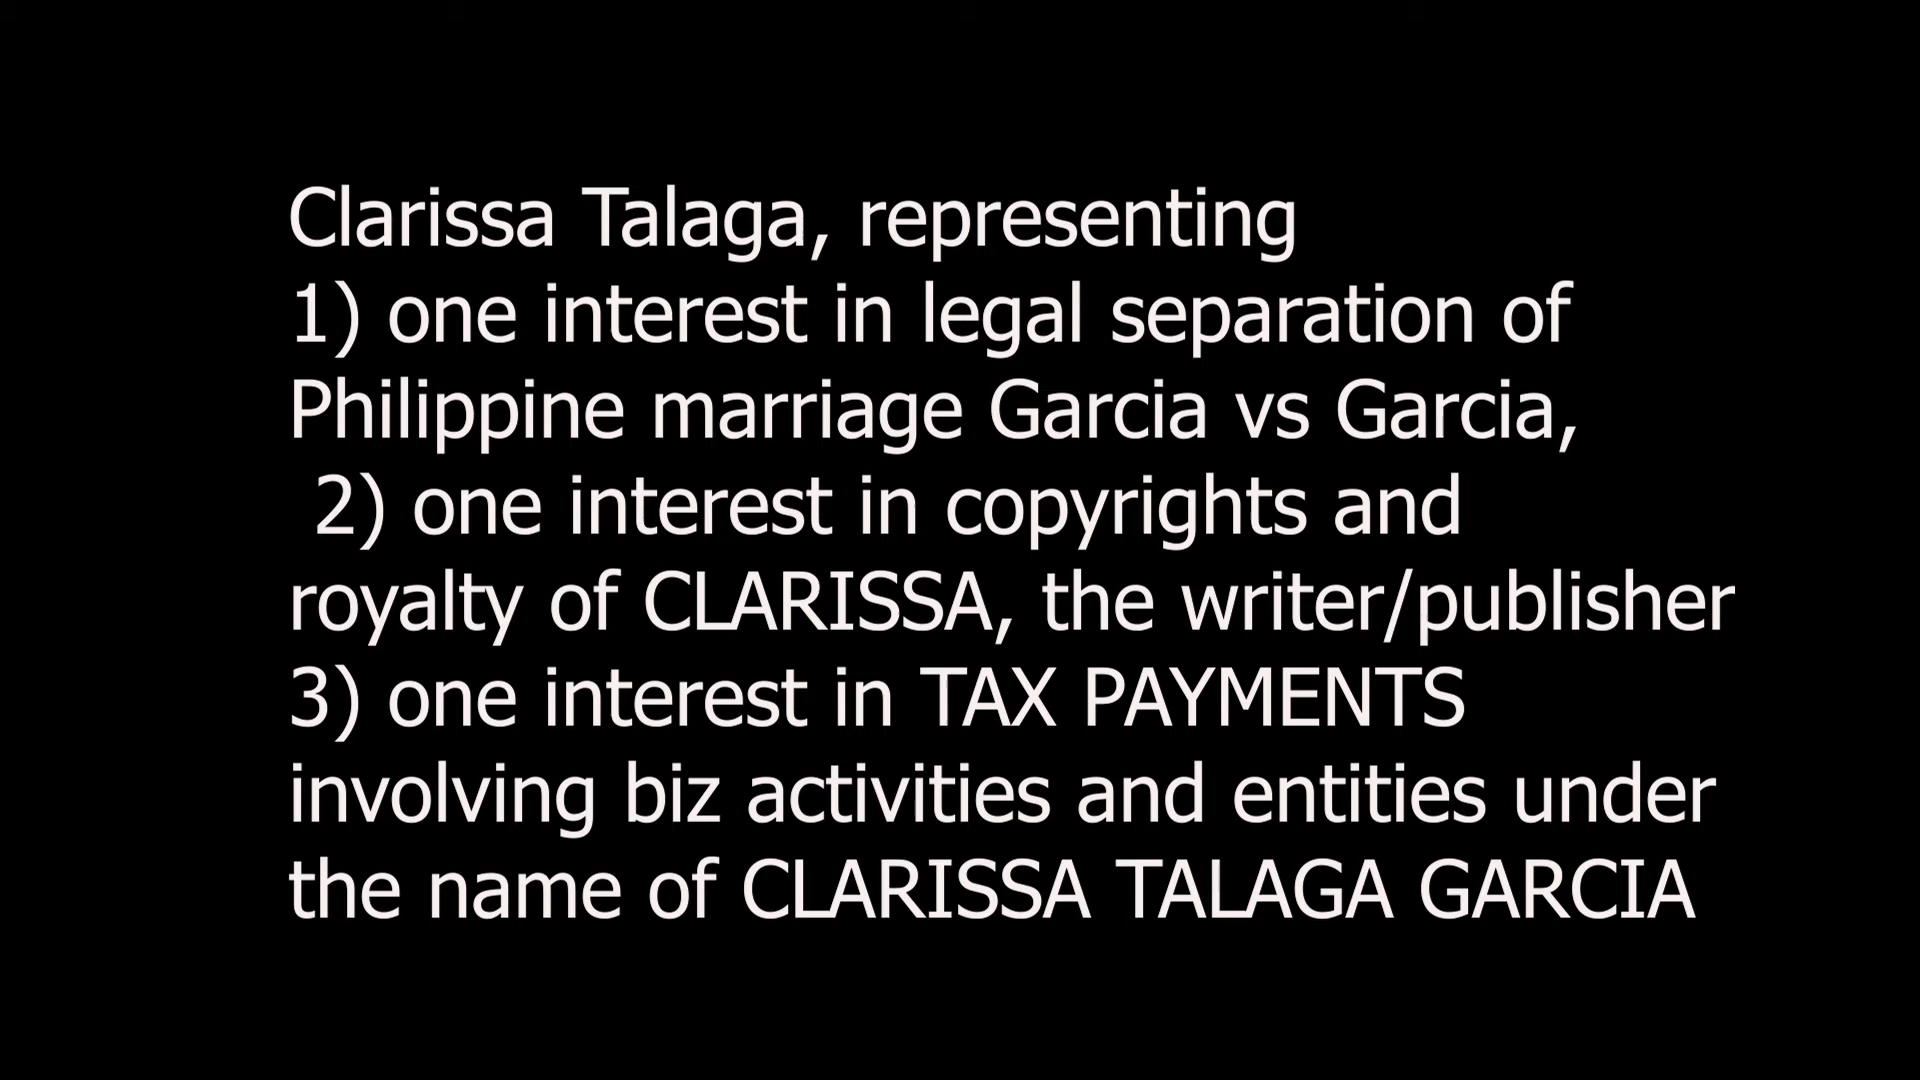 Clarissa Talaga, representing
1) one interest in legal separation of
Philippine marriage Garcia vs Garcia,
2) one interest in copyrights and
royalty of CLARISSA, the writer/publisher
3) one interest in TAX PAYMENTS
involving biz activities and entities under
the name of CLARISSA TALAGA GARCIA